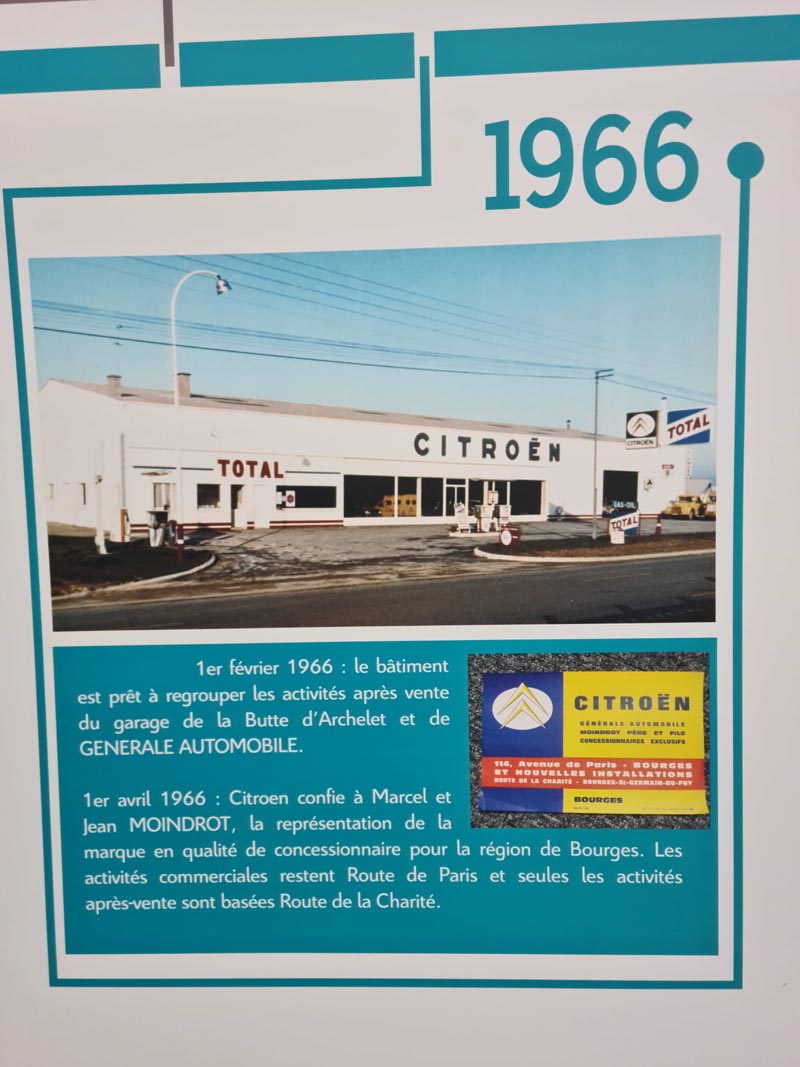 1966
CITROËN
TOTAL
CITROËN
TOTAL
GAS-OIL
TOTAL
1er février 1966 : le bâtiment
est prêt à regrouper les activités après vente
du garage de la Butte d'Archelet et de
GENERALE AUTOMOBILE.
CITROËN
GÉNÉRALE AUTOMOBILE
MOINDROT PÈRE ET FILS
CONCESSIONNAIRES EXCLUSIFS
114, Avenue de Paris - BOURGES
ET NOUVELLES INSTALLATIONS
ROUTE DE LA CHARITÉ - BOURGES-St-GERMAIN-DU-PUY
BOURGES
1er avril 1966 : Citroen confie à Marcel et
Jean MOINDROT, la représentation de la
marque en qualité de concessionnaire pour la région de Bourges. Les
activités commerciales restent Route de Paris et seules les activités
après-vente sont basées Route de la Charité.